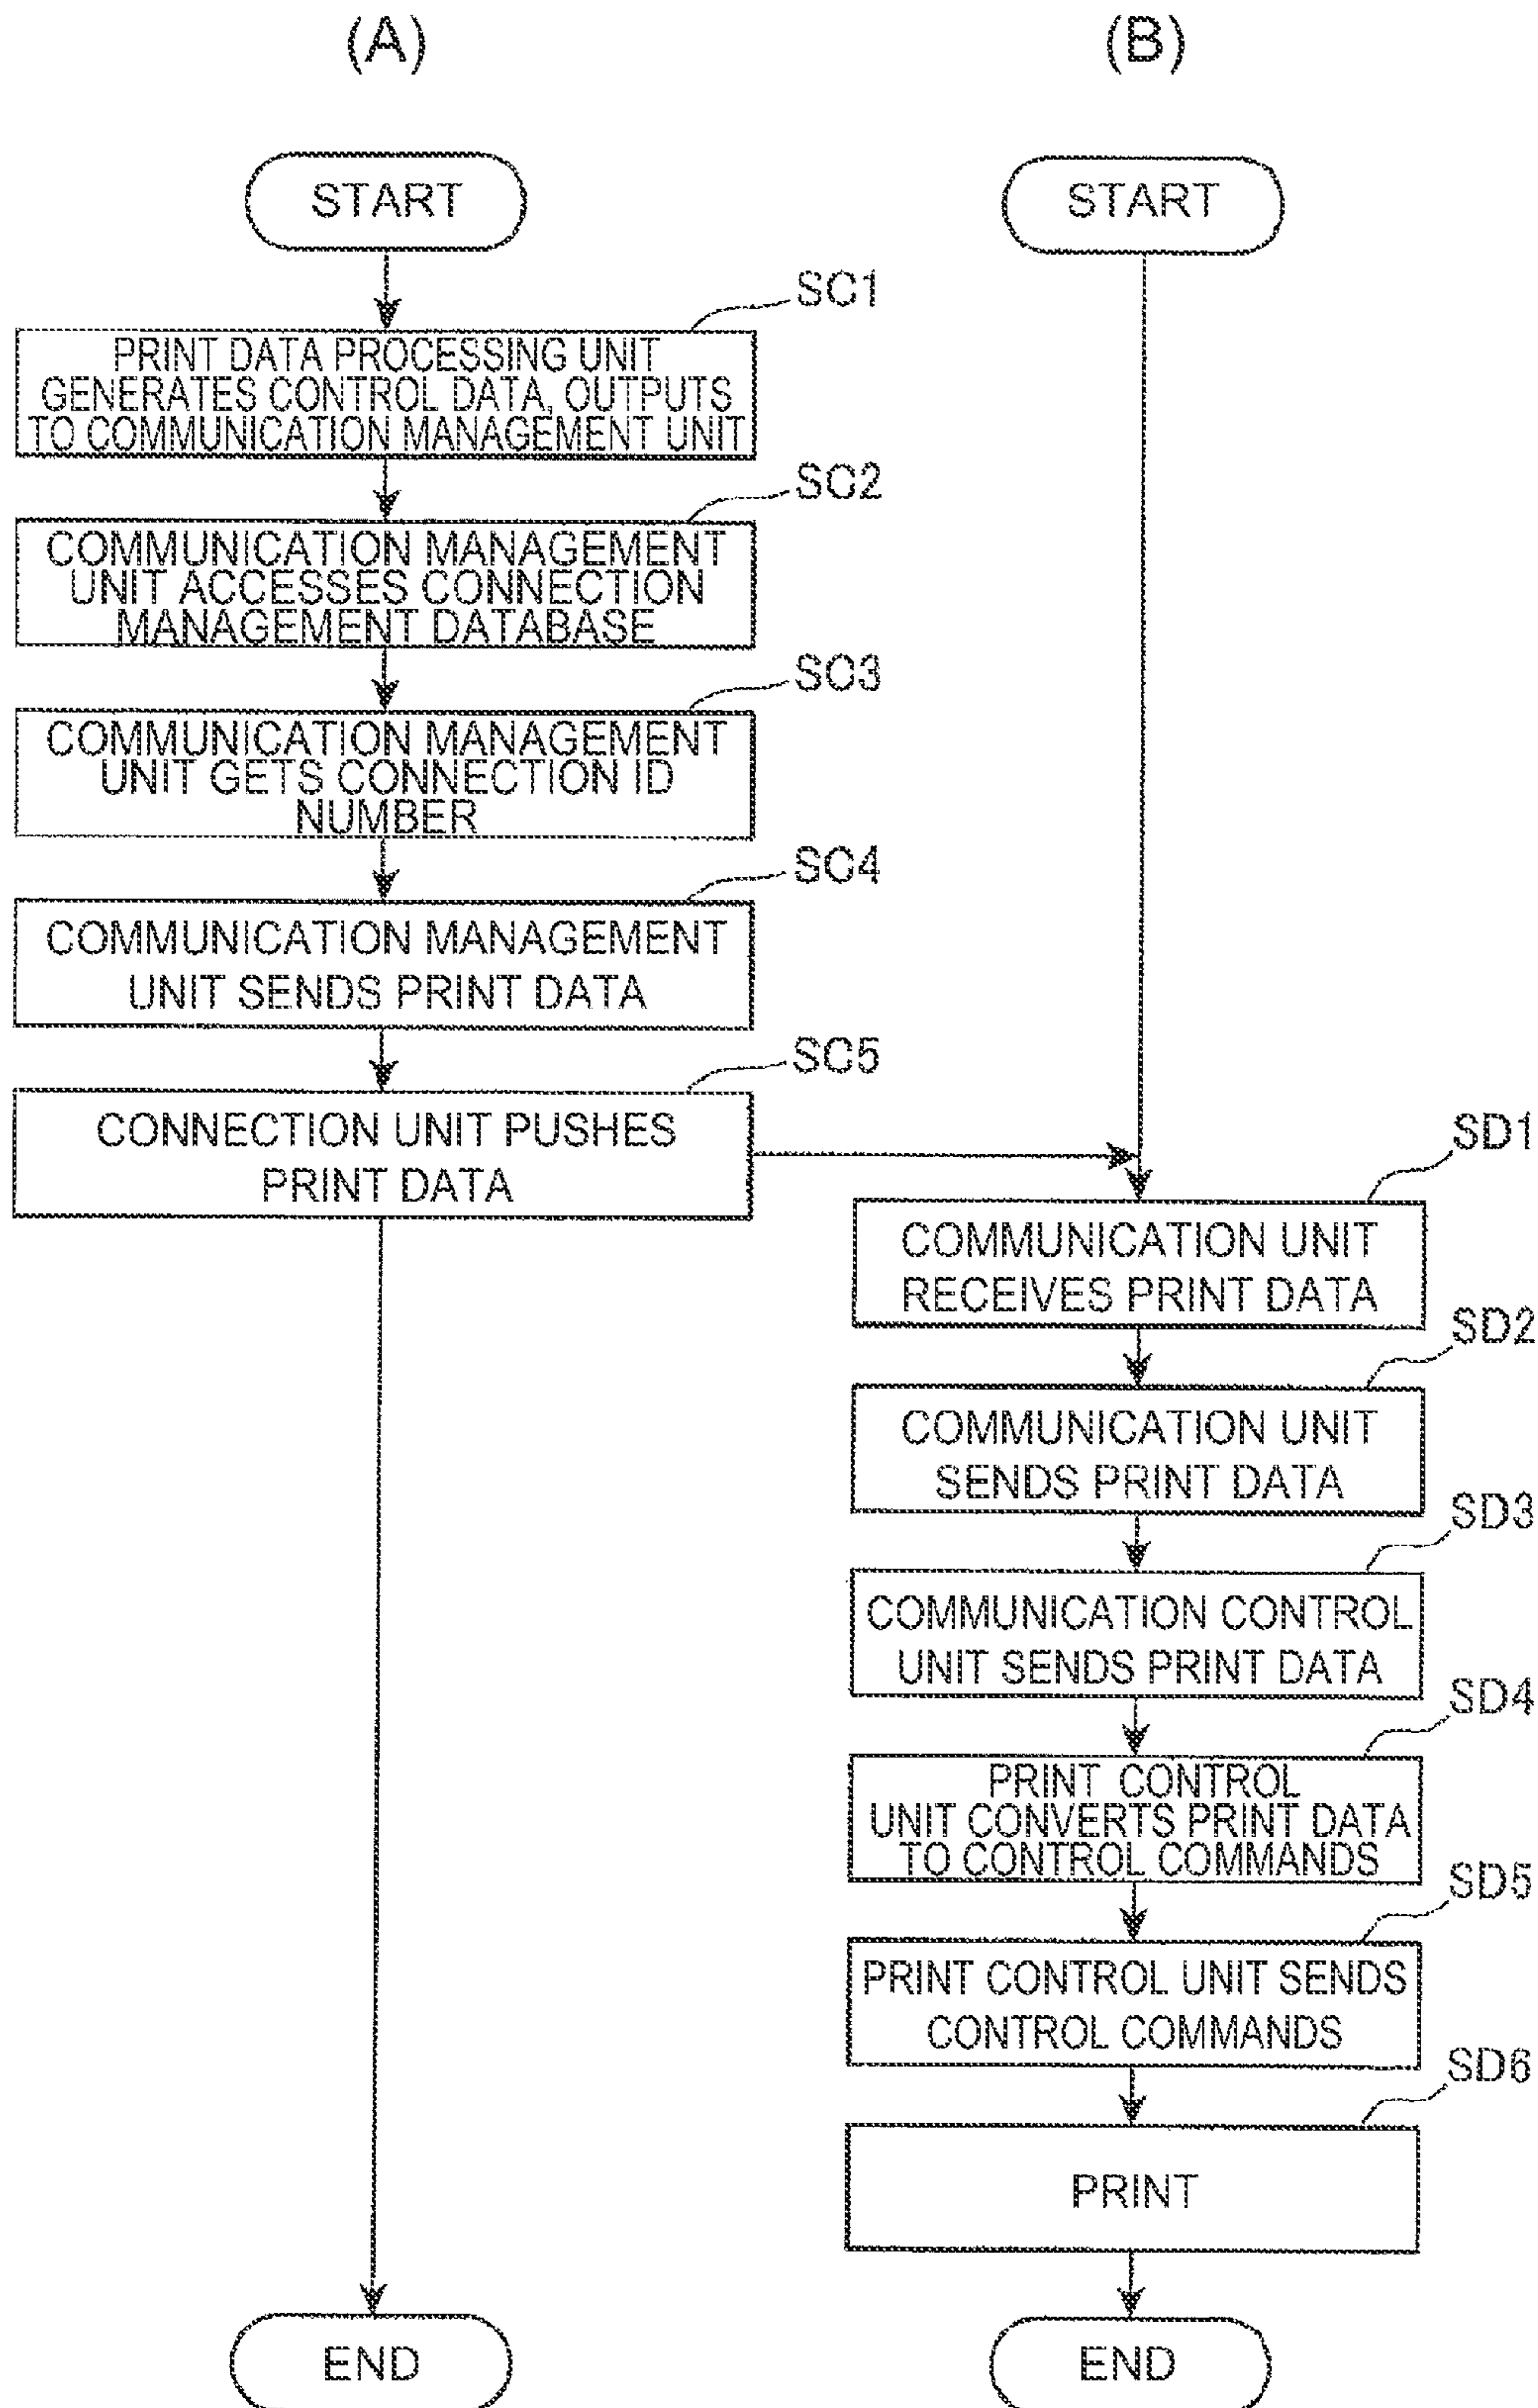 (A)
START
SC1
PRINT DATA PROCESSING UNIT
GENERATES CONTROL DATA, OUTPUTS
TO COMMUNICATION MANAGEMENT UNIT
SC2
COMMUNICATION MANAGEMENT
UNIT ACCESSES CONNECTION
MANAGEMENT DATABASE
SC3
COMMUNICATION MANAGEMENT
UNIT GETS CONNECTION ID
NUMBER
SC4
COMMUNICATION MANAGEMENT
UNIT SENDS PRINT DATA
SC5
CONNECTION UNIT PUSHES
PRINT DATA
END
(B)
START
SD1
COMMUNICATION UNIT
RECEIVES PRINT DATA
SD2
COMMUNICATION UNIT
SENDS PRINT DATA
SD3
COMMUNICATION CONTROL
UNIT SENDS PRINT DATA
SD4
PRINT CONTROL
UNIT CONVERTS PRINT DATA
TO CONTROL COMMANDS
SD5
PRINT CONTROL UNIT SENDS
CONTROL COMMANDS
SD6
PRINT
END